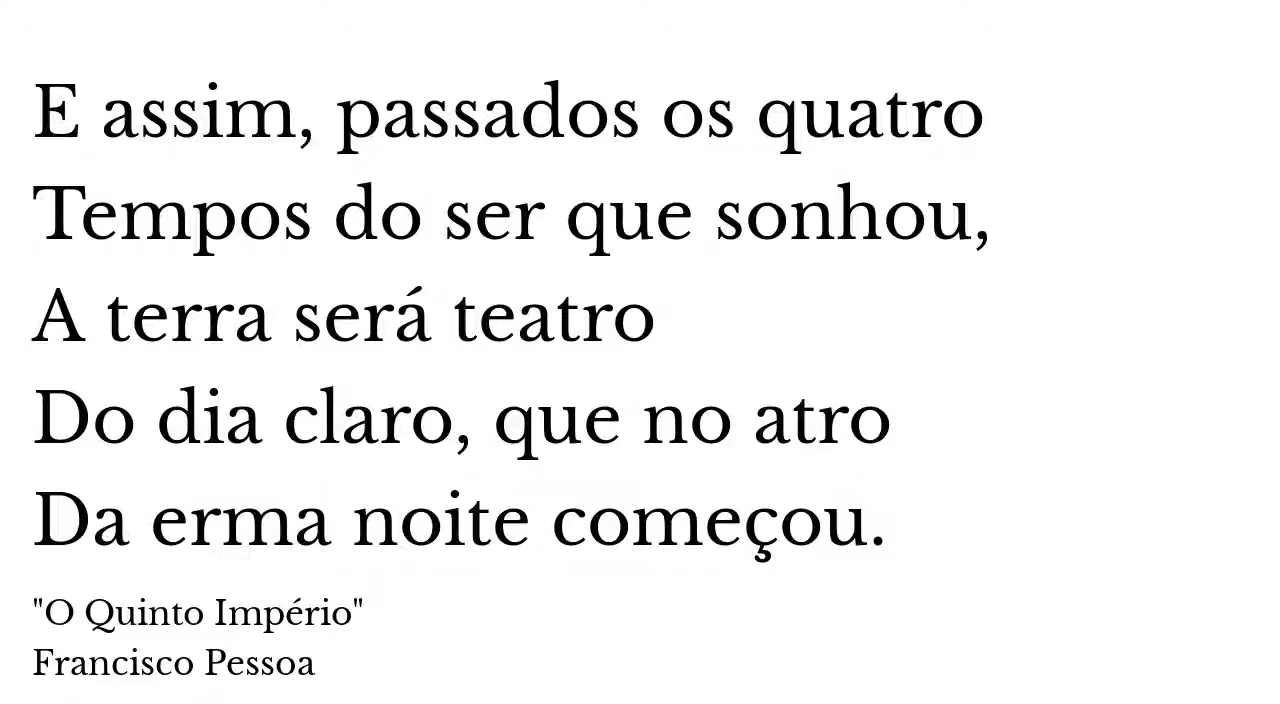 E assim, passados os quatro
Tempos do ser que sonhou,
A terra será teatro
Do dia claro, que no atro
Da erma noite começou.
"O Quinto Império"
Francisco Pessoa